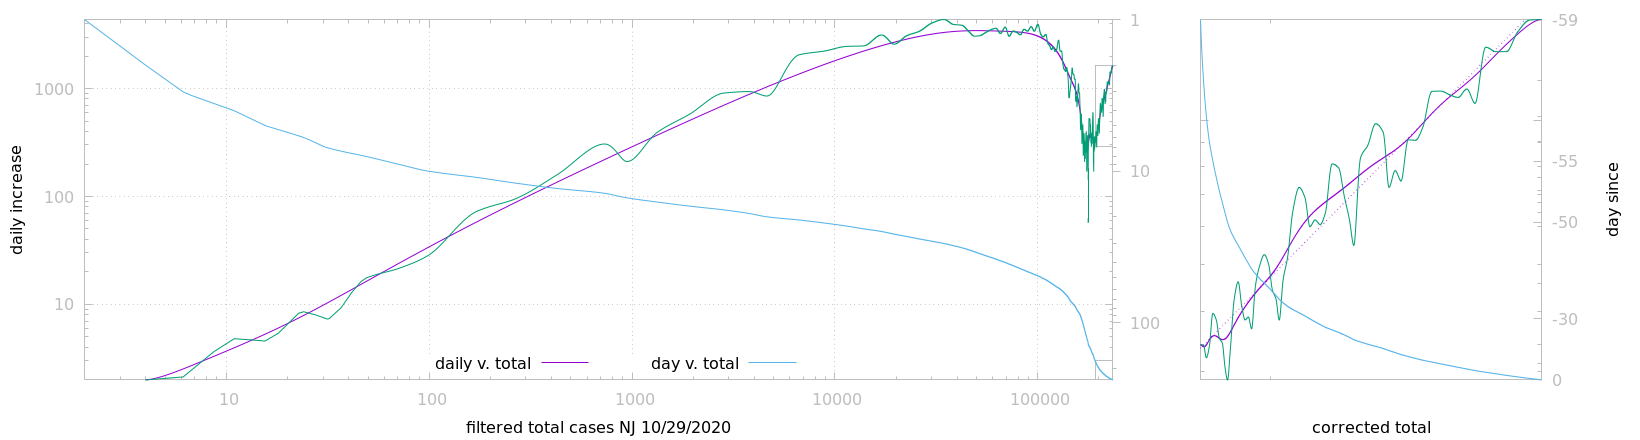 daily increase
1000
100
10
10
100
1000
10000
100000
1
10
100
daily v. total
day v. total
filtered total cases NJ 10/29/2020
-59
-55
-50
-30
0
day since
corrected total